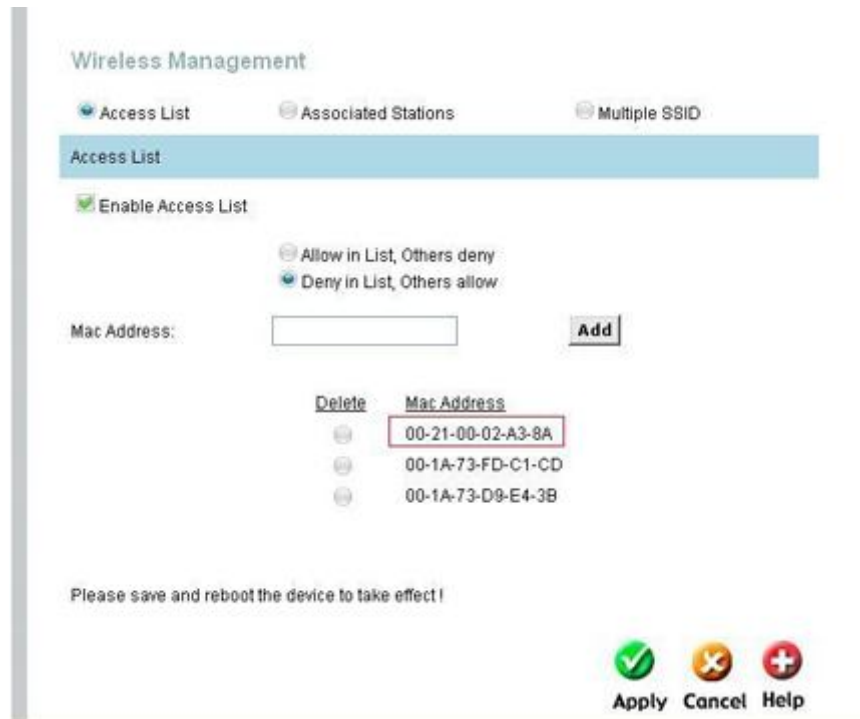 Wireless Management
Access List Associated Stations Multiple SSID
Access List
Enable Access List
Allow in List, Others deny
Deny in List, Others allow
Mac Address: Add
Delete Mac Address
00-21-00-02-A3-8A
00-1A-73-FD-C1-CD
00-1A-73-D9-E4-3B
Please save and reboot the device to take effect !
Apply Cancel Help